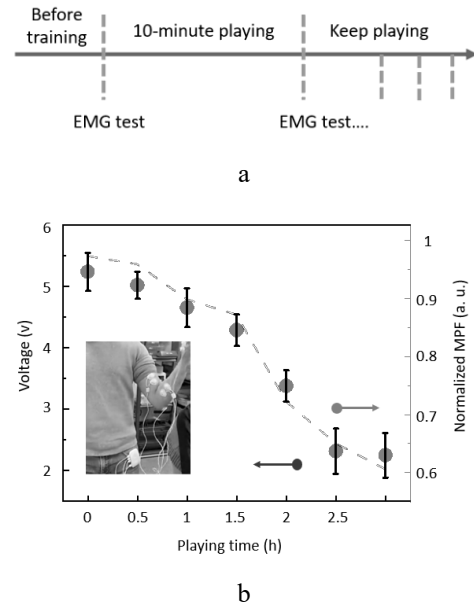 Before
training
10-minute playing
Keep playing
EMG test
EMG test....
a
6
5
4
3
2
Voltage (v)
1
0.9
0.8
0.7
0.6
Normalized MPF (a. u.)
0
0.5
1
1.5
2
2.5
Playing time (h)
b